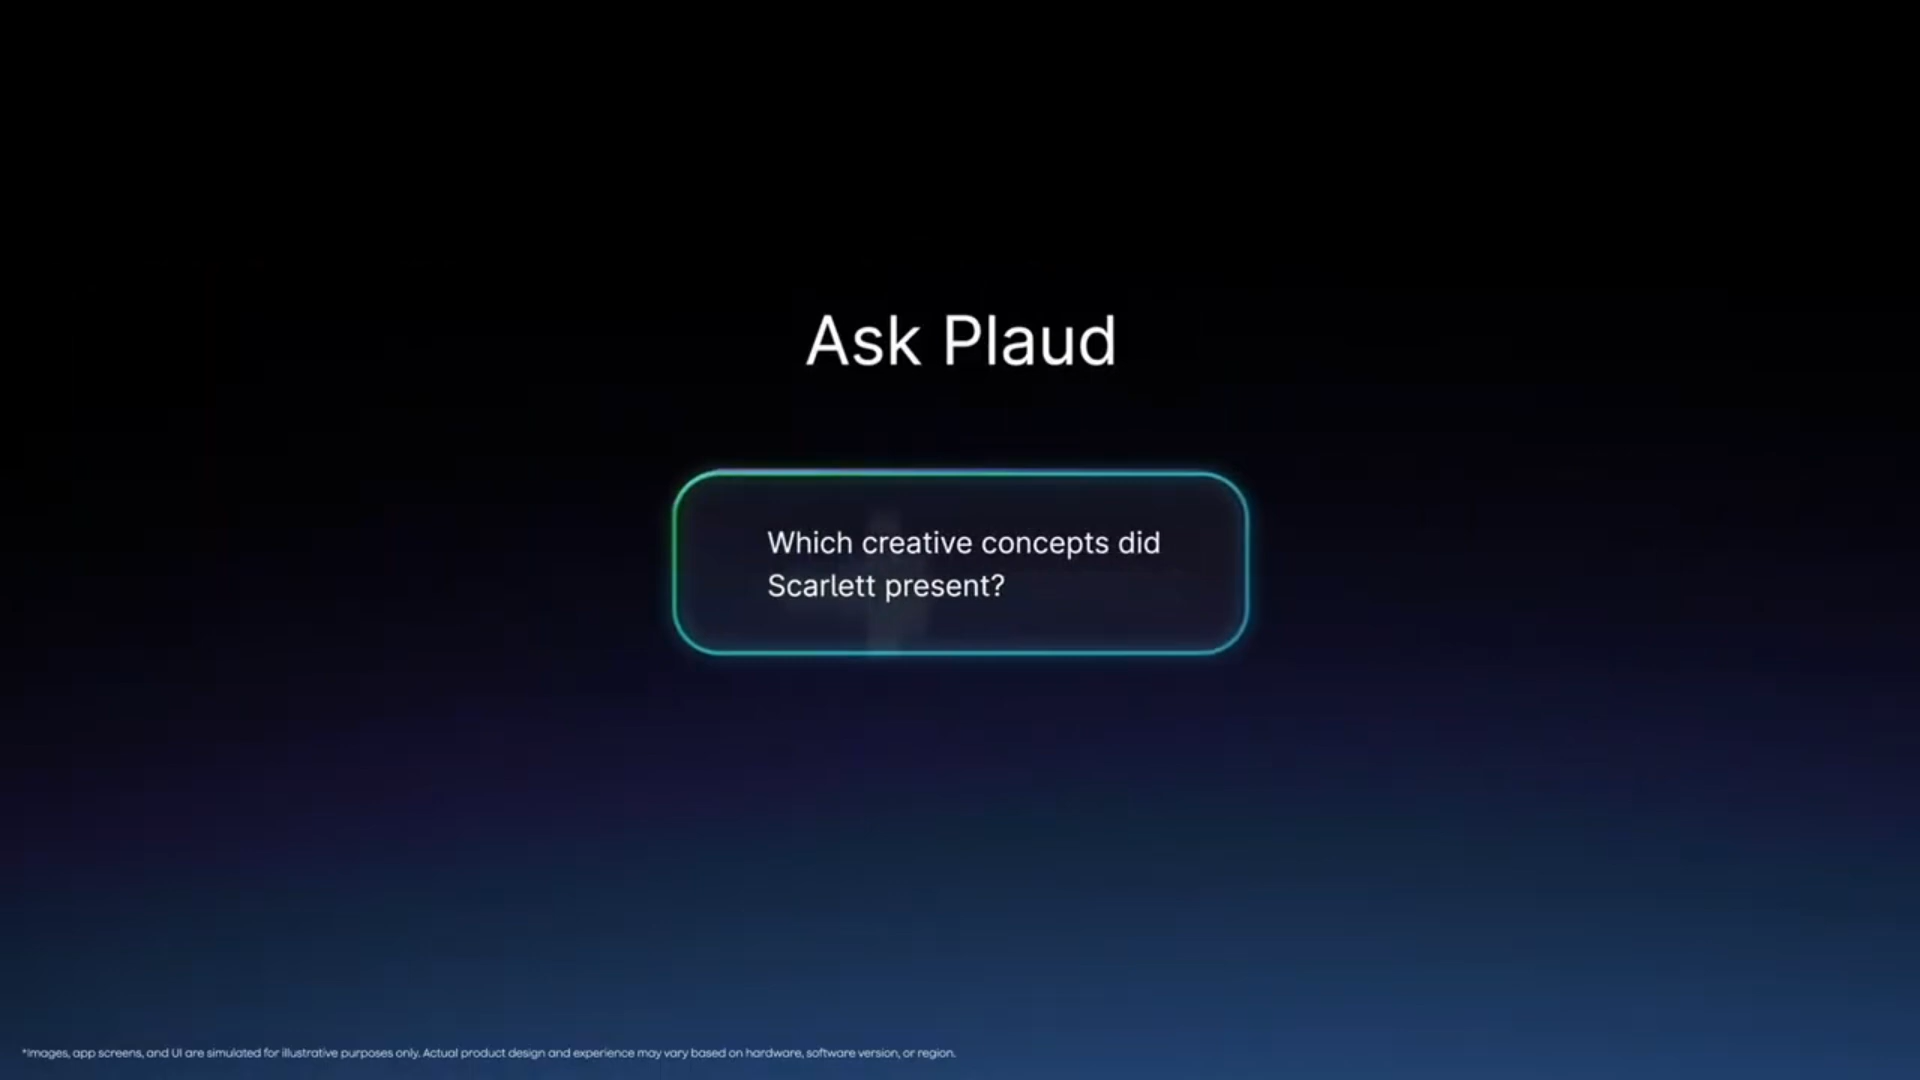 Ask Plaud
Which creative concepts did
Scarlett present?
*Images, app screens, and UI are simulated for illustrative purposes only. Actual product design and experience may vary based on hardware, software version, or region.